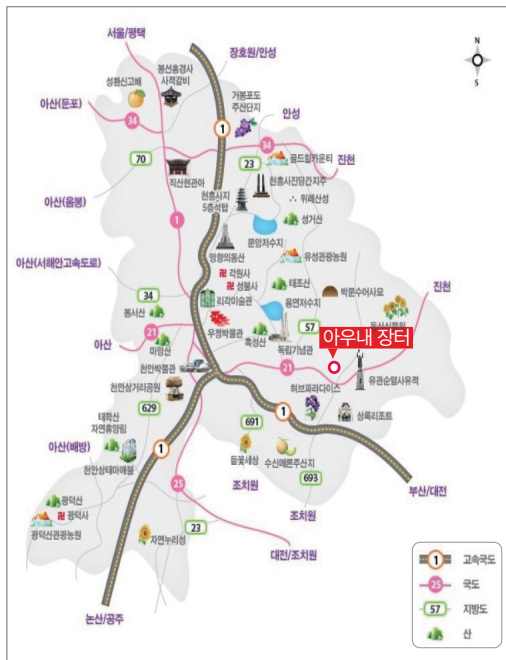 서울/평택
장호원/안성
N
S
봉선홍경사
사적갈비
성환신고배
거봉포도
주산단지
아산(둔포)
34
1
안성
34
골드힐카운티
진천
70
23
직산현관아
천흥사지
5층석탑
천흥사진당간지주
위례산성
아산(음봉)
1
성거산
문암저수지
망향의동산
유성관광농원
아산(서해안고속도로)
각원사
성불사
태조산
박문수어사묘
진천
34
리각미술관
용연저수지
봉서산
우정박물관
57
아산
21
마망산
흑성산
독립기념관
아우내 장터
천안박물관
21
유관순열사유적
천안삼거리공원
허브파라다이스
상록리조트
629
태학산
자연휴양림
691
1
아산(배방)
1
들꽃세상
수신메론주산지
천안삼태마애불
693
조치원
부산/대전
25
조치원
광덕산
광덕사
23
광덕산관광농원
자연누리성
대전/조치원
논산/공주
1
고속국도
25
국도
57
지방도
산